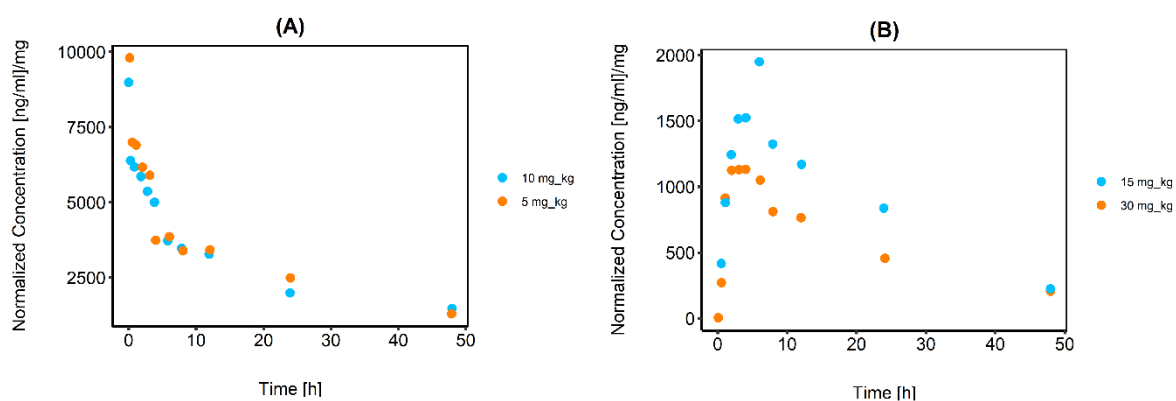 (A)
Normalized Concentration [ng/ml]/mg
10000
7500
5000
2500
0 10 20 30 40 50
Time [h]
10 mg_kg
5 mg_kg
(B)
Normalized Concentration [ng/ml]/mg
2000
1500
1000
500
0
0 10 20 30 40 50
Time [h]
15 mg_kg
30 mg_kg